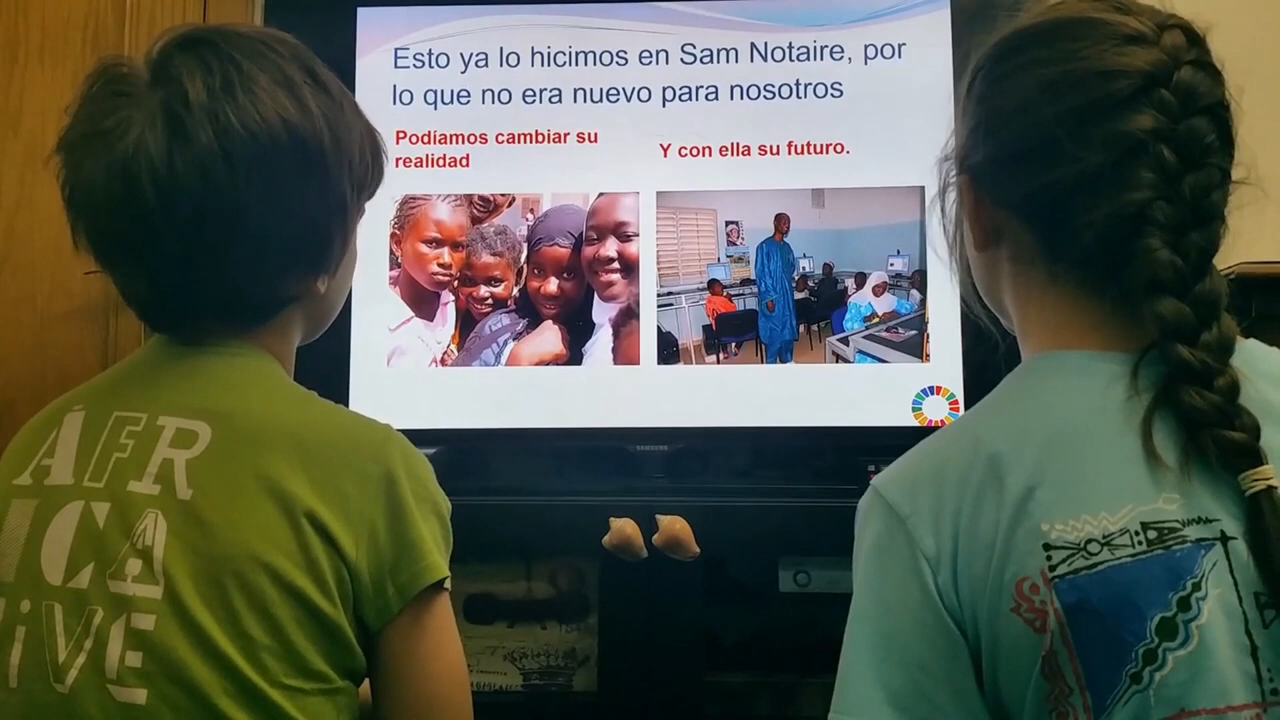 Esto ya lo hicimos en Sam Notaire, por
lo que no era nuevo para nosotros
Podíamos cambiar su
realidad
Y con ella su futuro.
SAMSUNG
ÁFR
ICA
ViVE